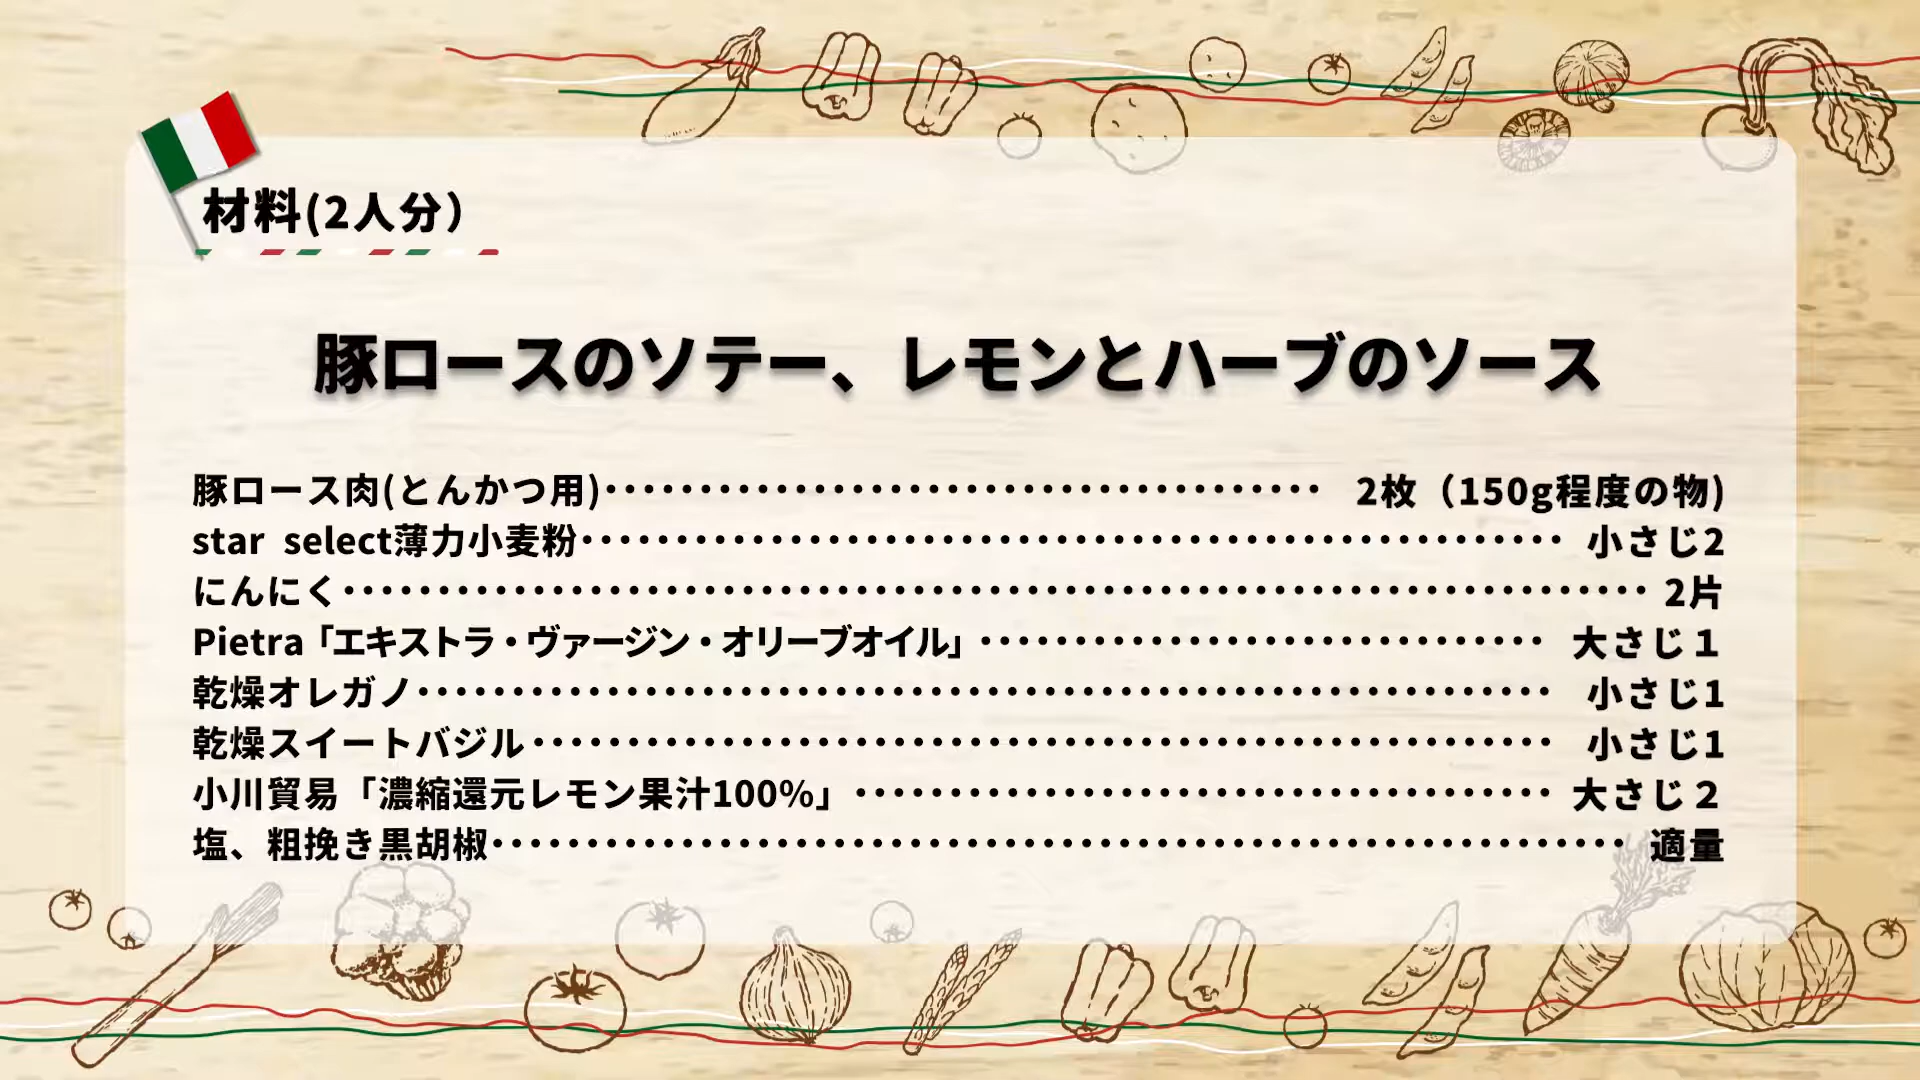 材料(2人分）
豚ロースのソテー、レモンとハーブのソース
豚ロース肉(とんかつ用)・・・・・・・・・・・・・・・・・・・・・・・・・・・・・・・・・・・・・・ 2枚（150g程度の物)
star select薄力小麦粉・・・・・・・・・・・・・・・・・・・・・・・・・・・・・・・・・・・・・・・・・・・・・・・・・・・・ 小さじ2
にんにく・・・・・・・・・・・・・・・・・・・・・・・・・・・・・・・・・・・・・・・・・・・・・・・・・・・・・・・・・・・・・・・・・・・・・ 2片
Pietra「エキストラ・ヴァージン・オリーブオイル」・・・・・・・・・・・・・・・・・・・・・・・・・・・・・・ 大さじ１
乾燥オレガノ・・・・・・・・・・・・・・・・・・・・・・・・・・・・・・・・・・・・・・・・・・・・・・・・・・・・・・・・・・・・ 小さじ1
乾燥スイートバジル・・・・・・・・・・・・・・・・・・・・・・・・・・・・・・・・・・・・・・・・・・・・・・・・・・・・・・ 小さじ1
小川貿易「濃縮還元レモン果汁100%」・・・・・・・・・・・・・・・・・・・・・・・・・・・・・・・・・・・・・ 大さじ２
塩、粗挽き黒胡椒・・・・・・・・・・・・・・・・・・・・・・・・・・・・・・・・・・・・・・・・・・・・・・・・・・・・・・・・・・・・ 適量